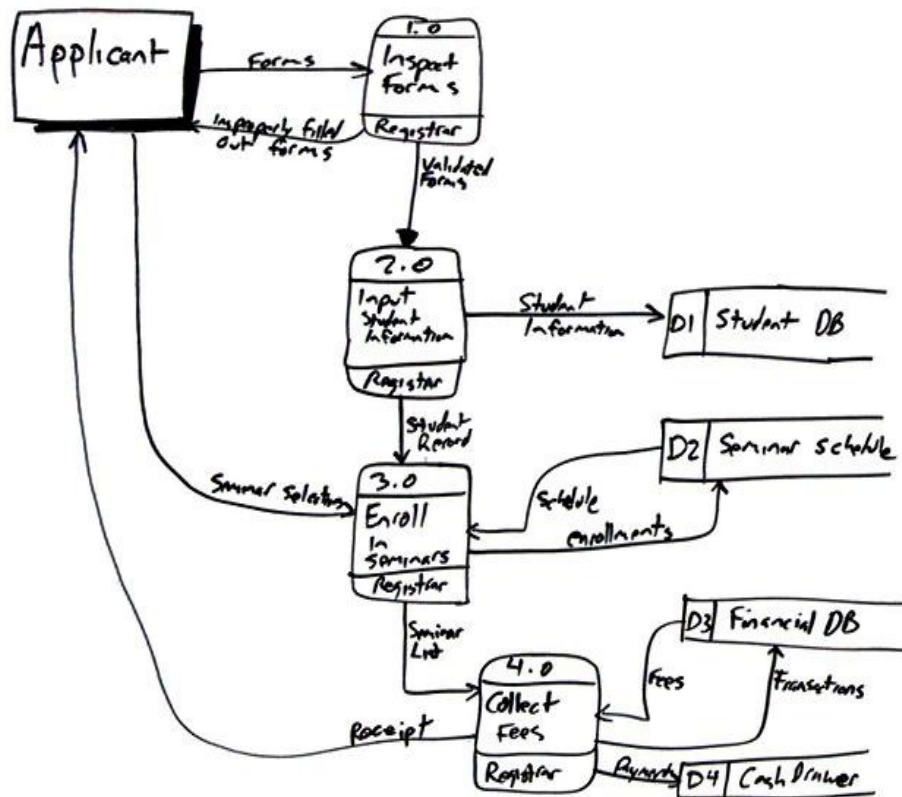 Applicant
Forms
1.0
Inspect
Forms
Registrar
Improperly filled
out forms
Validated
Forms
2.0
Input
Student
Information
Registrar
Student
Information
D1 Student DB
Student
Record
D2 Seminar Schedule
Seminar Selections
3.0
Enroll
In
Seminars
Registrar
Schedule
enrollments
Seminar
List
D3 Financial DB
Fees
Transactions
4.0
Collect
Fees
Registrar
Receipt
Payments
D4 Cash Drawer